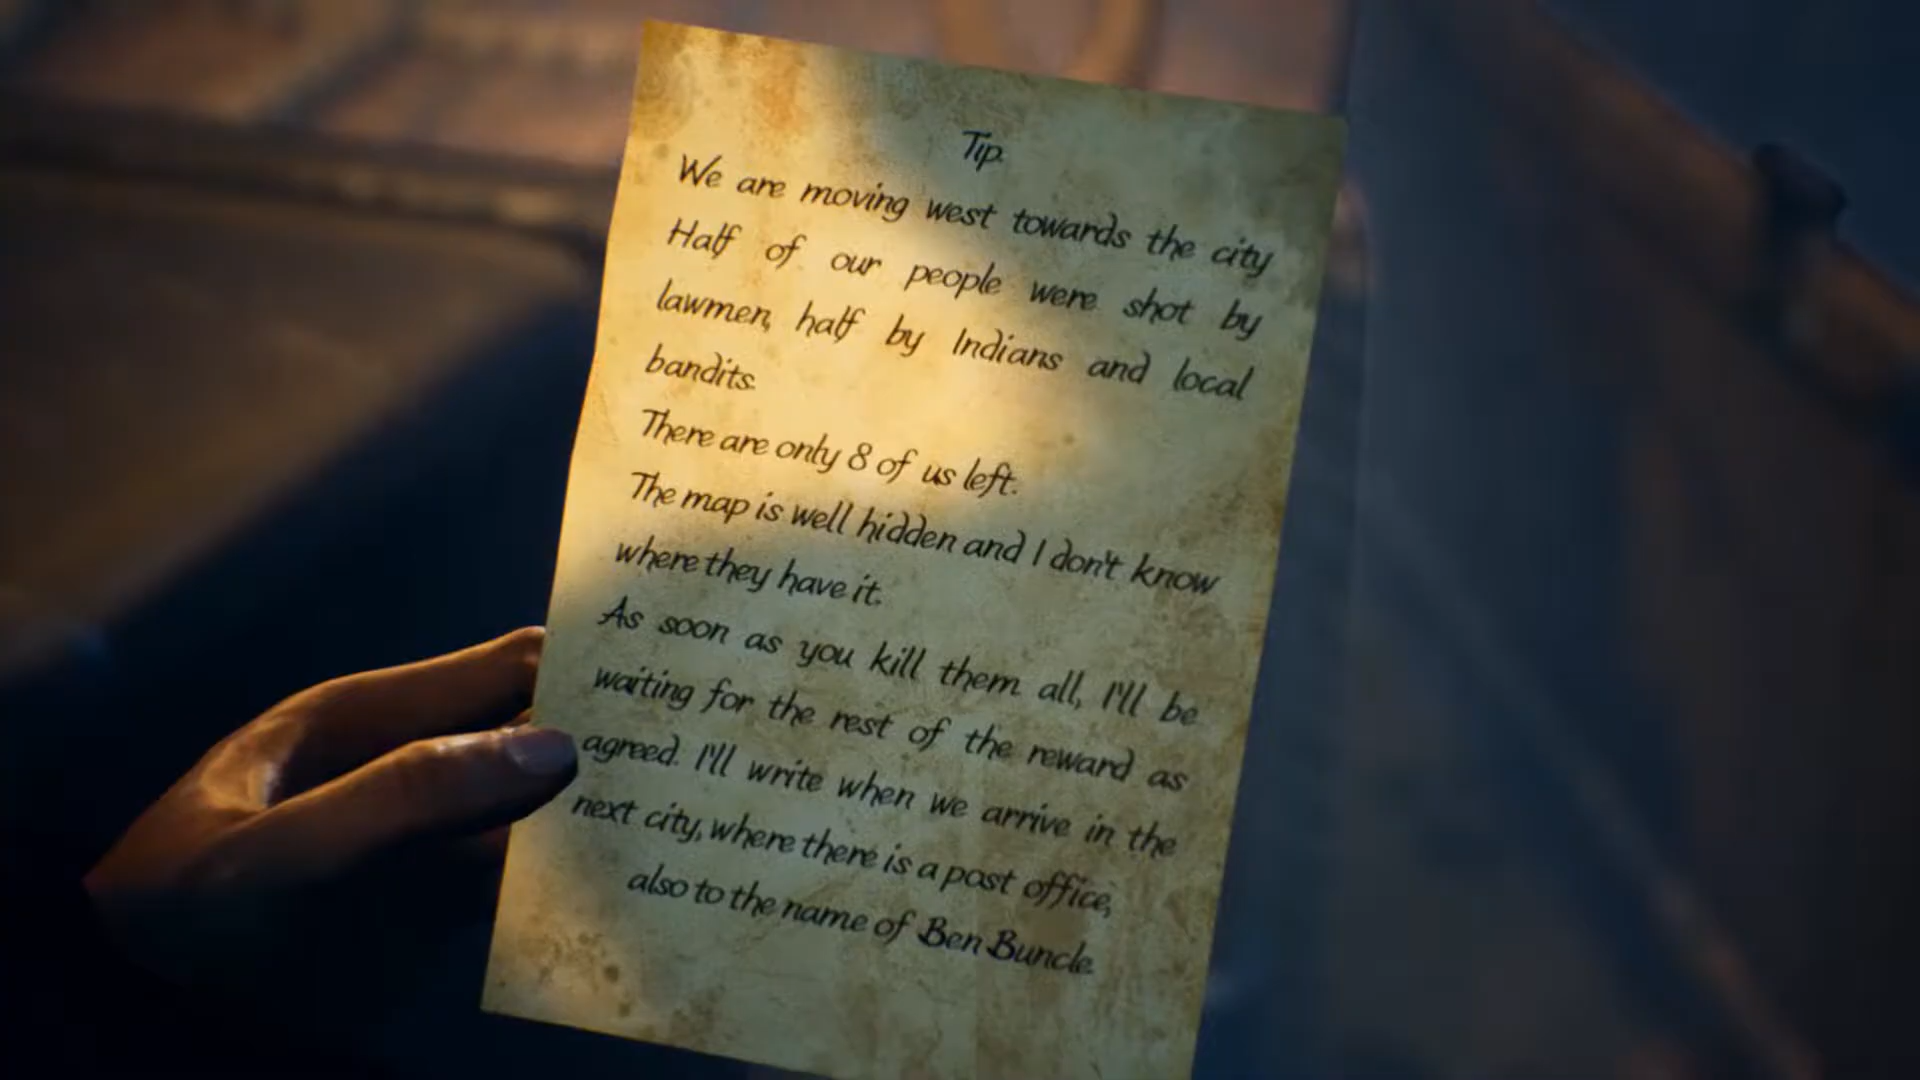 Tip.
We are moving west towards the city
Half of our people were shot by
lawmen, half by Indians and local
bandits.
There are only 8 of us left.
The map is well hidden and I don't know
where they have it.
As soon as you kill them all, I'll be
waiting for the rest of the reward as
agreed. I'll write when we arrive in the
next city, where there is a post office,
also to the name of Ben Buncle.